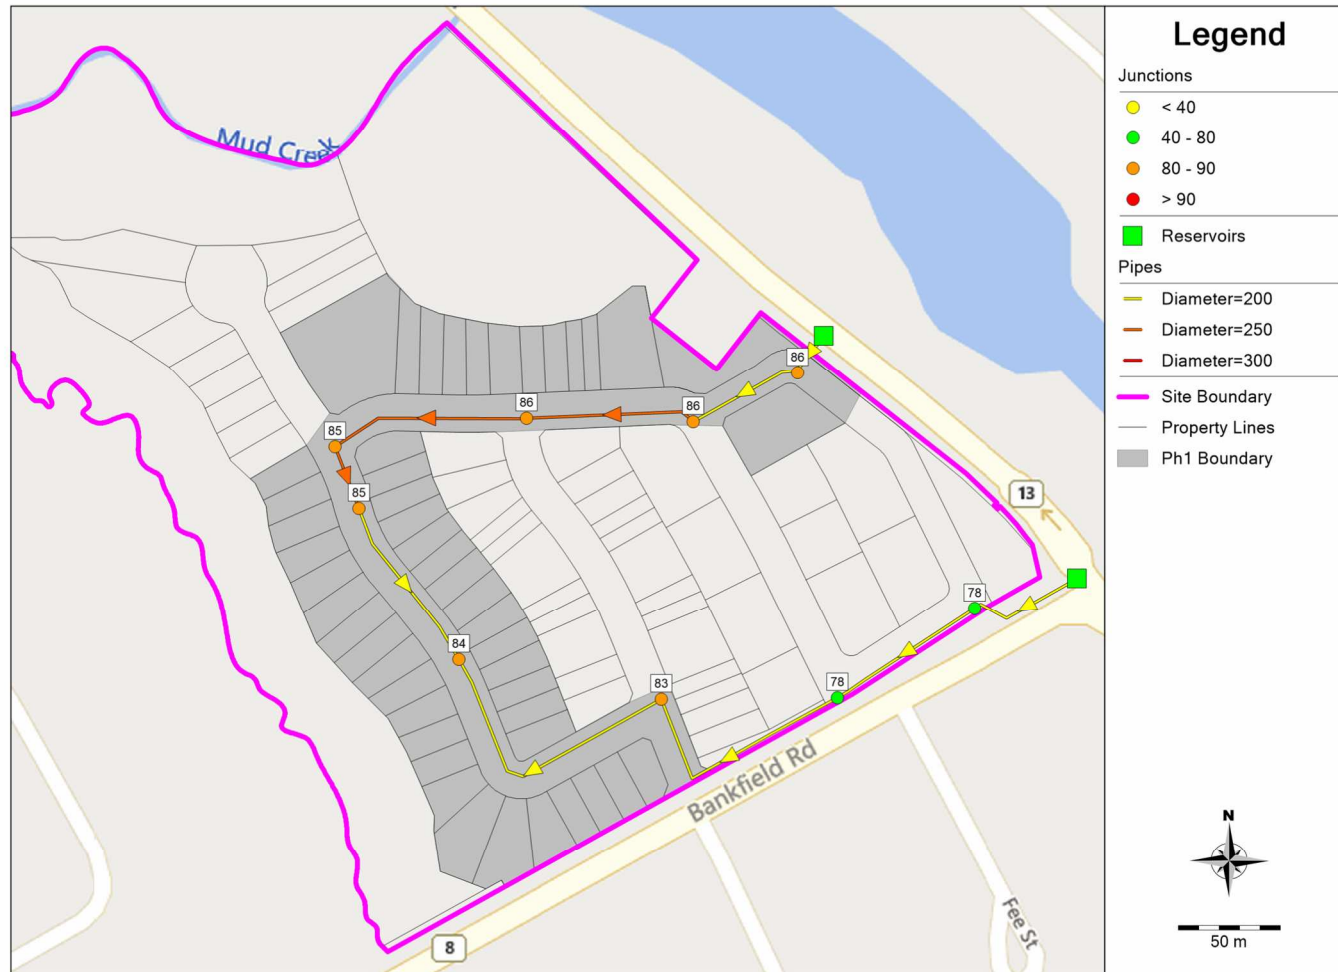 Mud Creek
86
86
86
85
85
84
83
78
78
13
Bankfield Rd
8
Fee St
Legend
Junctions
< 40
40 - 80
80 - 90
> 90
Reservoirs
Pipes
Diameter=200
Diameter=250
Diameter=300
Site Boundary
Property Lines
Ph1 Boundary
N
50 m